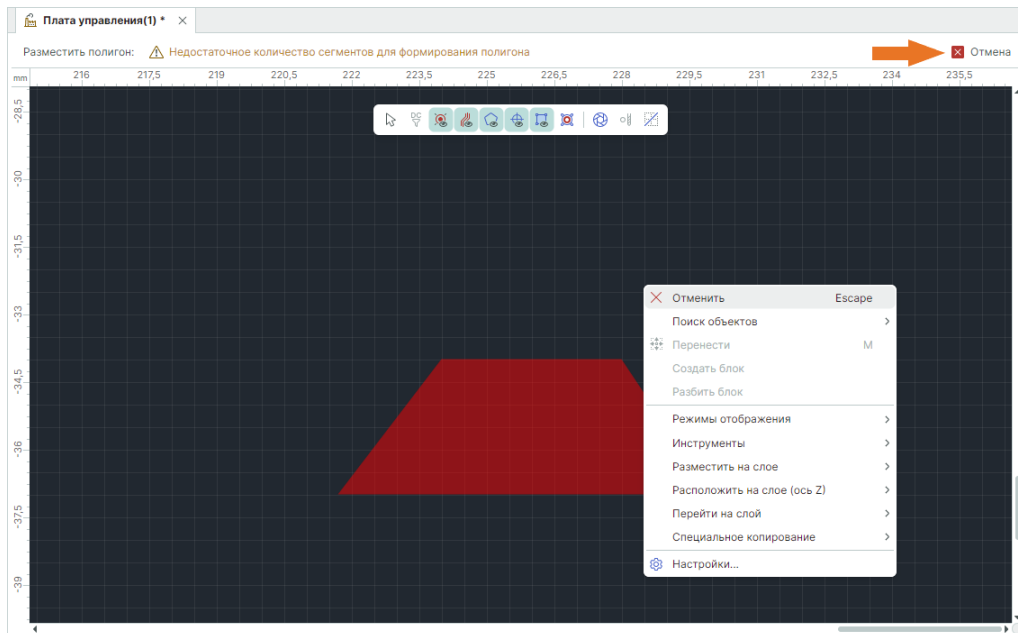 Плата управления(1) *
Разместить полигон: Недостаточное количество сегментов для формирования полигона Отмена
mm 216 217,5 219 220,5 222 223,5 225 226,5 228 229,5 231 232,5 234 235,5
-28,5
DC
-30
-31,5
-33
-34,5
-36
-37,5
-39
Отменить Escape
Поиск объектов
Перенести M
Создать блок
Разбить блок
Режимы отображения
Инструменты
Разместить на слое
Расположить на слое (ось Z)
Перейти на слой
Специальное копирование
Настройки...